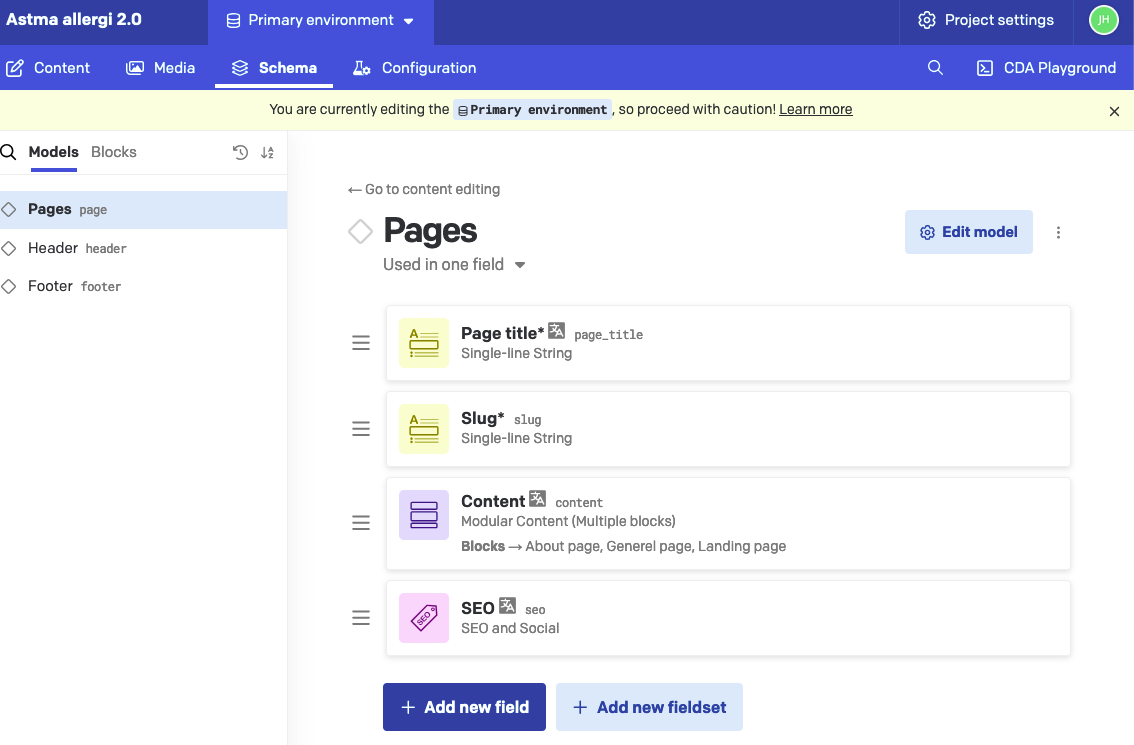 Astma allergi 2.0
Primary environment
Project settings
JH
Content
Media
Schema
Configuration
CDA Playground
You are currently editing the Primary environment, so proceed with caution! Learn more
Models
Blocks
Pages page
Header header
Footer footer
← Go to content editing
Pages
Edit model
Used in one field
Page title* page_title
Single-line String
Slug* slug
Single-line String
Content content
Modular Content (Multiple blocks)
Blocks → About page, Generel page, Landing page
SEO seo
SEO and Social
+ Add new field
+ Add new fieldset